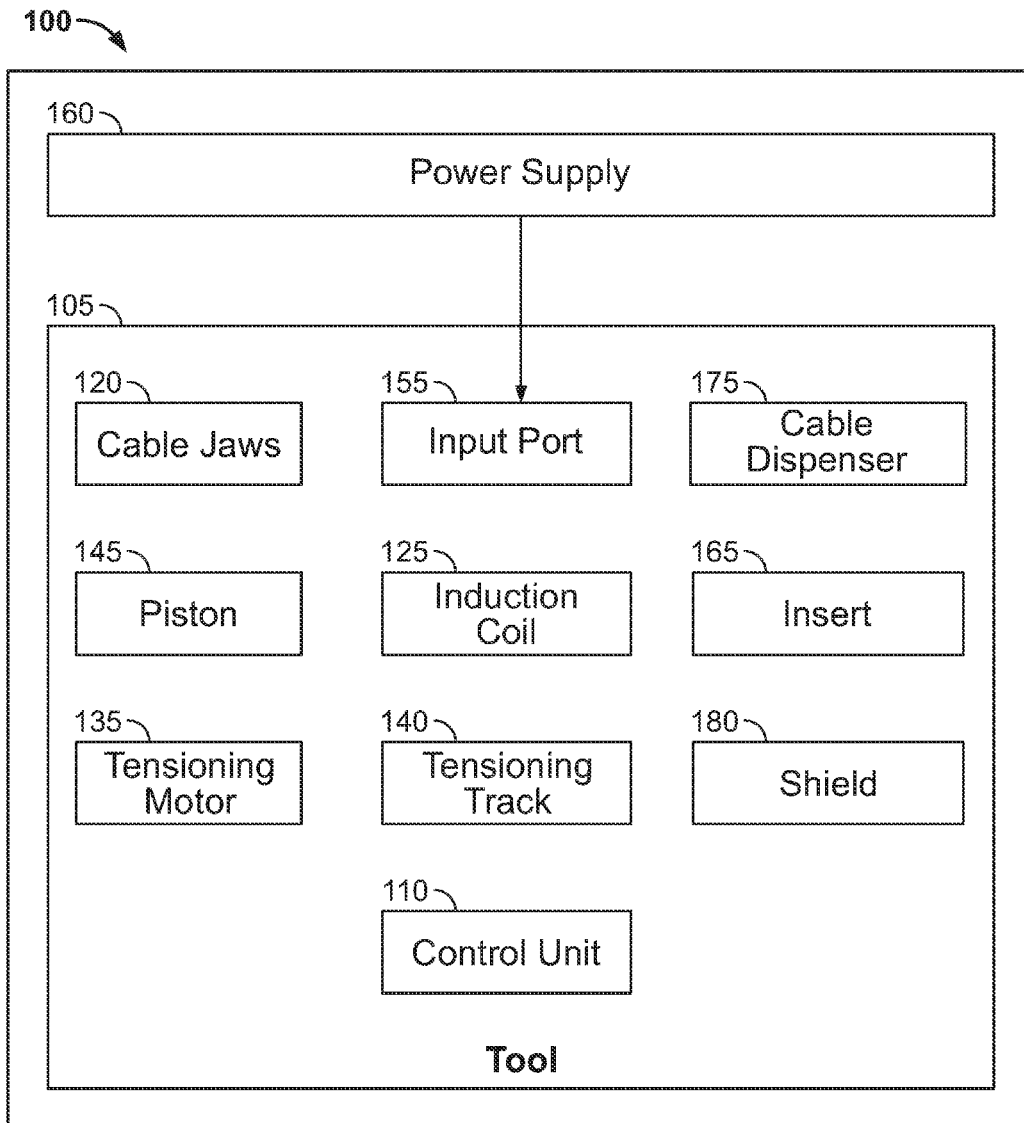 100
160
Power Supply
105
120
155
175
Cable Jaws
Input Port
Cable
Dispenser
145
125
165
Piston
Induction
Coil
Insert
135
140
180
Tensioning
Motor
Tensioning
Track
Shield
110
Control Unit
Tool